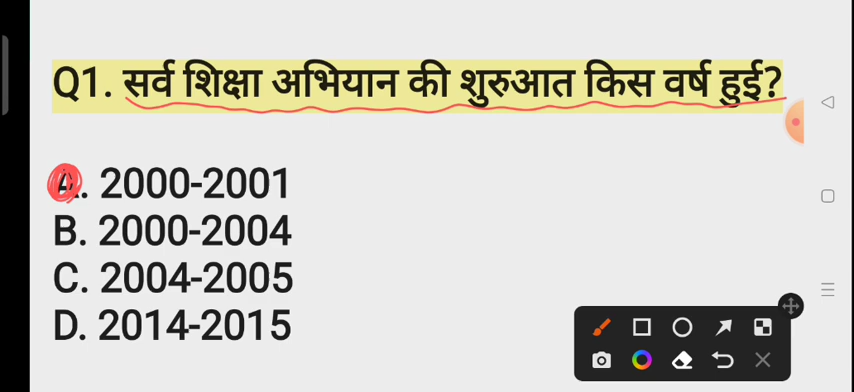 Q1. सर्व शिक्षा अभियान की शुरुआत किस वर्ष हुई?
A. 2000-2001
B. 2000-2004
C. 2004-2005
D. 2014-2015